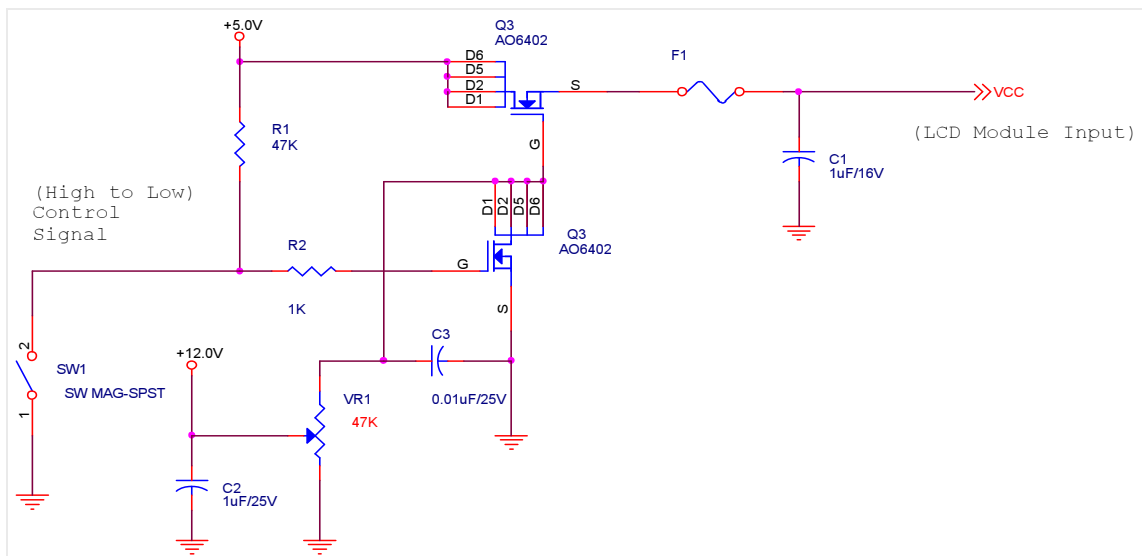 +5.0V
Q3
AO6402
D6
D5
D2
D1
S
G
F1
VCC
(LCD Module Input)
R1
47K
C1
1uF/16V
(High to Low)
Control
Signal
D1
D2
D5
D6
Q3
AO6402
R2
1K
G
S
C3
0.01uF/25V
+12.0V
2
SW1
SW MAG-SPST
1
VR1
47K
C2
1uF/25V